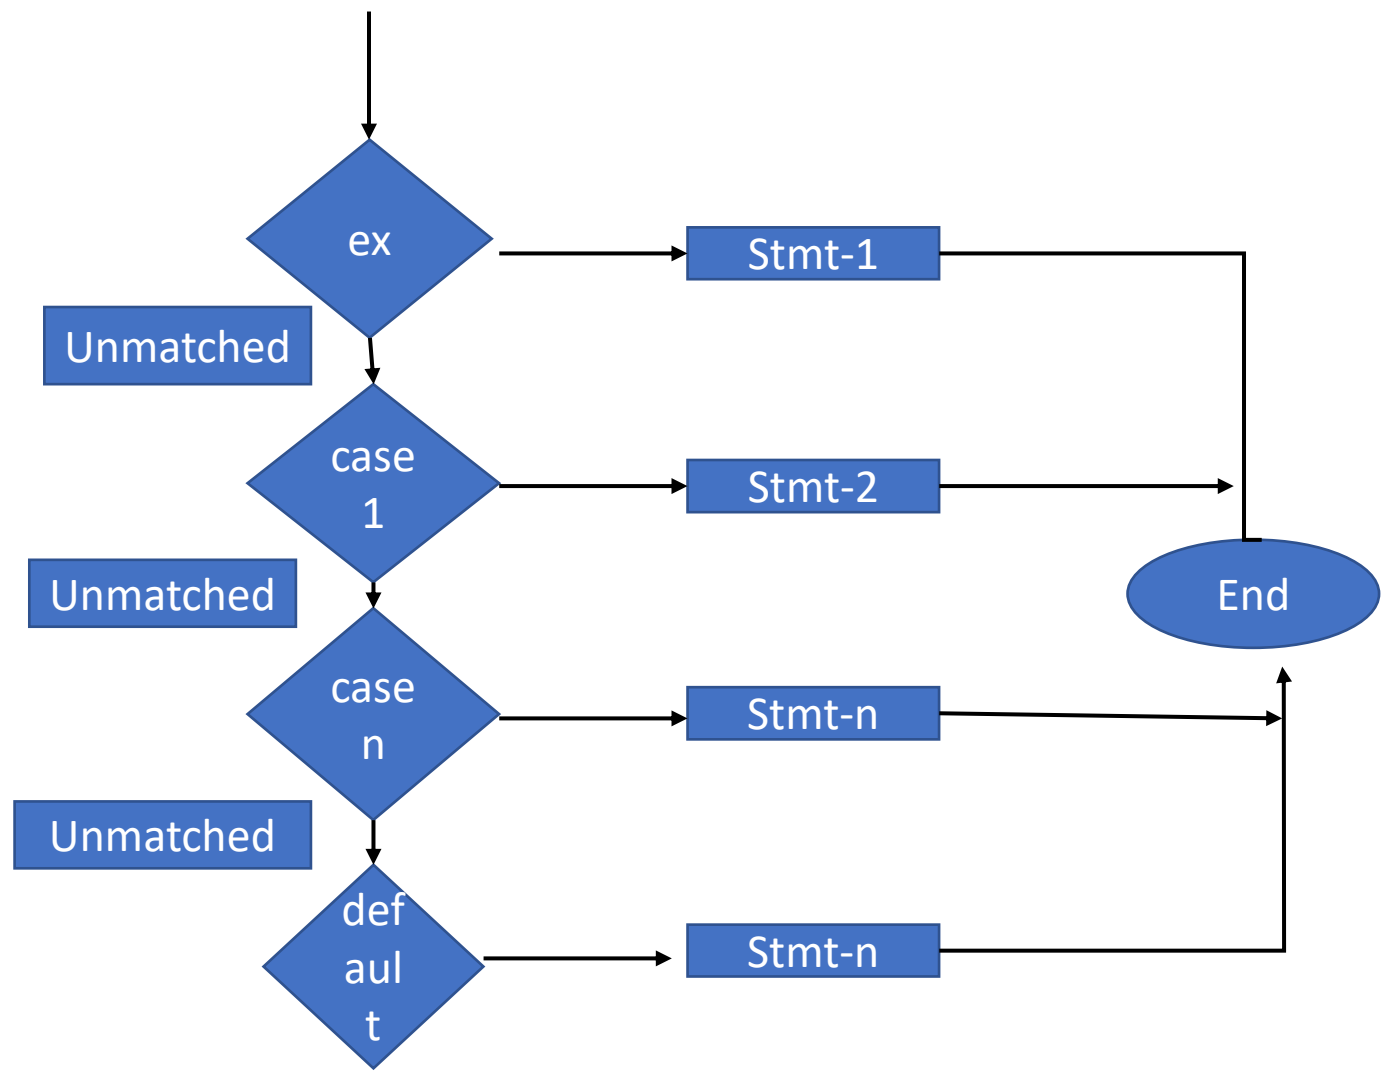 ex
Stmt-1
Unmatched
case
1
Stmt-2
Unmatched
End
case
n
Stmt-n
Unmatched
def
aul
t
Stmt-n